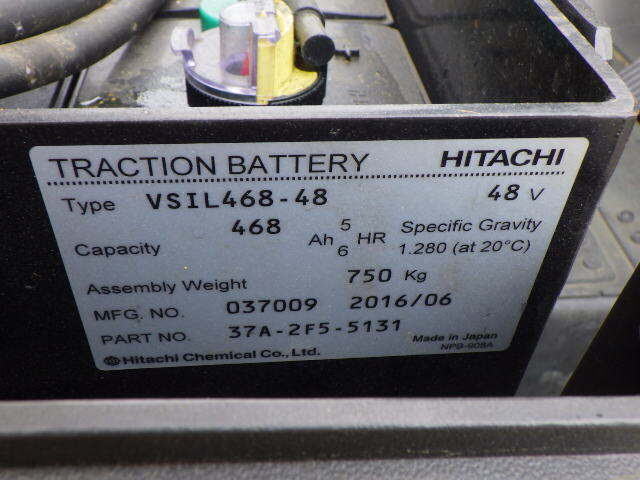 TRACTION BATTERY HITACHI
Type VSIL468-48 48 V
Capacity 468 Ah 5 6 HR Specific Gravity 1.280 (at 20°C)
Assembly Weight 750 Kg
MFG. NO. 037009 2016/06
PART NO. 37A-2F5-5131 Made in Japan
Hitachi Chemical Co., Ltd. NPB-908A